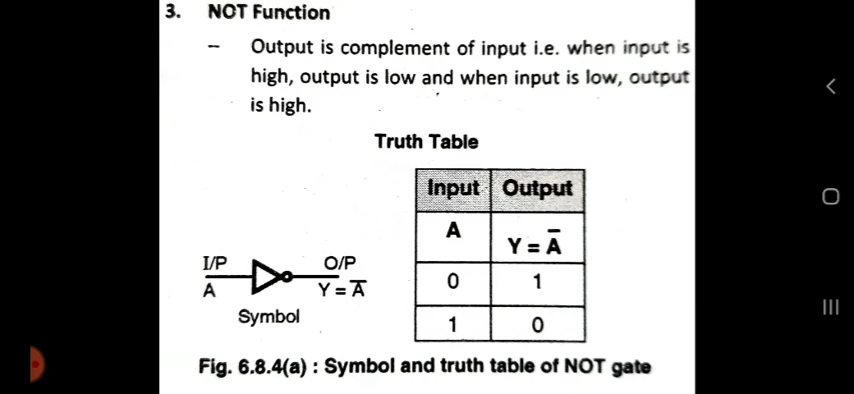 3. NOT Function
– Output is complement of input i.e. when input is
high, output is low and when input is low, output
is high.
Truth Table
Input Output
A Y = A̅
0 1
1 0
I/P O/P
A Y = A̅
Symbol
Fig. 6.8.4(a) : Symbol and truth table of NOT gate